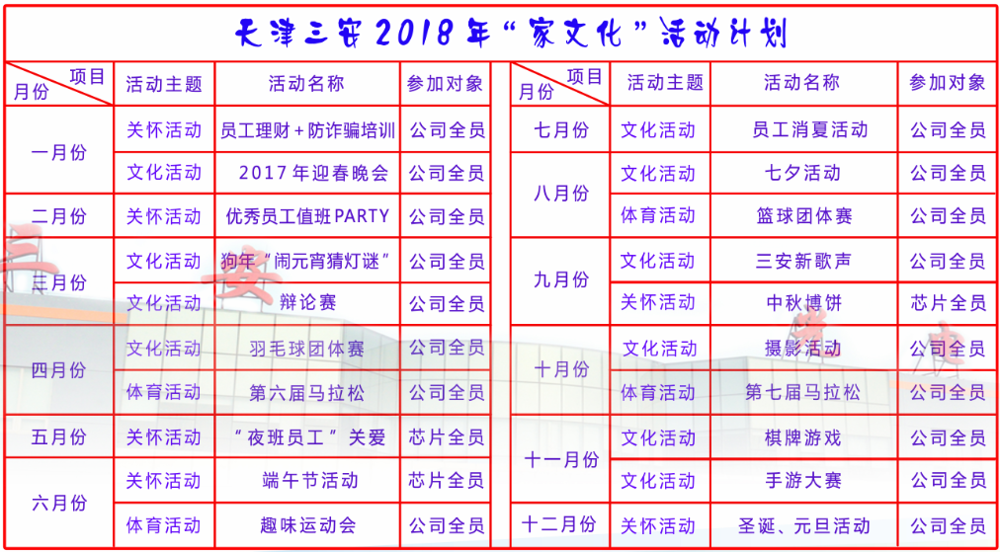 天津三安2018年“家文化”活动计划
项目 月份 活动主题 活动名称 参加对象
一月份 关怀活动 员工理财+防诈骗培训 公司全员
文化活动 2017年迎春晚会 公司全员
二月份 关怀活动 优秀员工值班PARTY 公司全员
三月份 文化活动 狗年“闹元宵猜灯谜” 公司全员
文化活动 辩论赛 公司全员
四月份 文化活动 羽毛球团体赛 公司全员
体育活动 第六届马拉松 公司全员
五月份 关怀活动 “夜班员工”关爱 芯片全员
六月份 关怀活动 端午节活动 芯片全员
体育活动 趣味运动会 公司全员
项目 月份 活动主题 活动名称 参加对象
七月份 文化活动 员工消夏活动 公司全员
八月份 文化活动 七夕活动 公司全员
体育活动 篮球团体赛 公司全员
九月份 文化活动 三安新歌声 公司全员
关怀活动 中秋博饼 芯片全员
十月份 文化活动 摄影活动 公司全员
体育活动 第七届马拉松 公司全员
十一月份 文化活动 棋牌游戏 公司全员
文化活动 手游大赛 公司全员
十二月份 关怀活动 圣诞、元旦活动 公司全员
三安